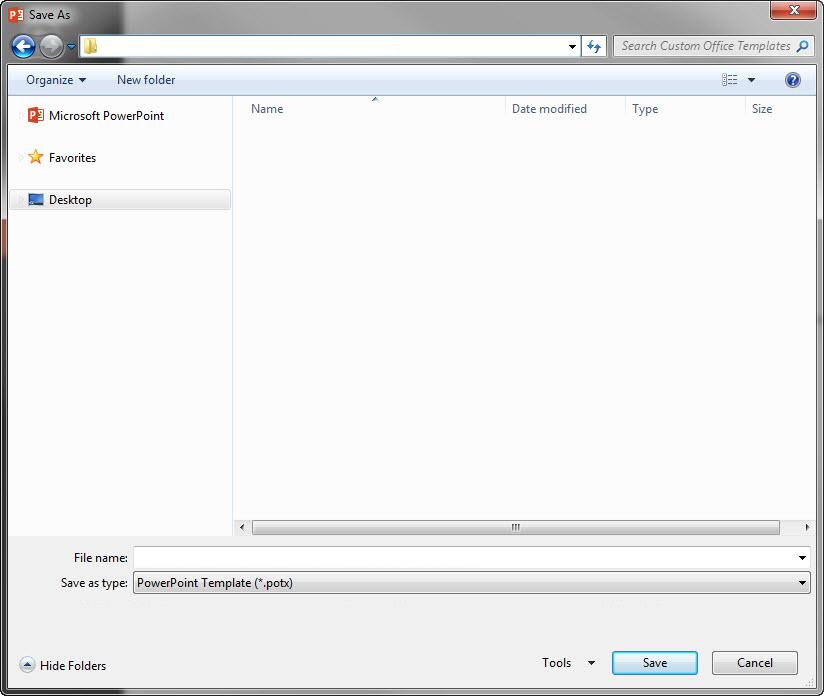 Save As
Search Custom Office Templates
Organize New folder
Microsoft PowerPoint
Favorites
Desktop
Name Date modified Type Size
File name:
Save as type: PowerPoint Template (*.potx)
Hide Folders Tools Save Cancel